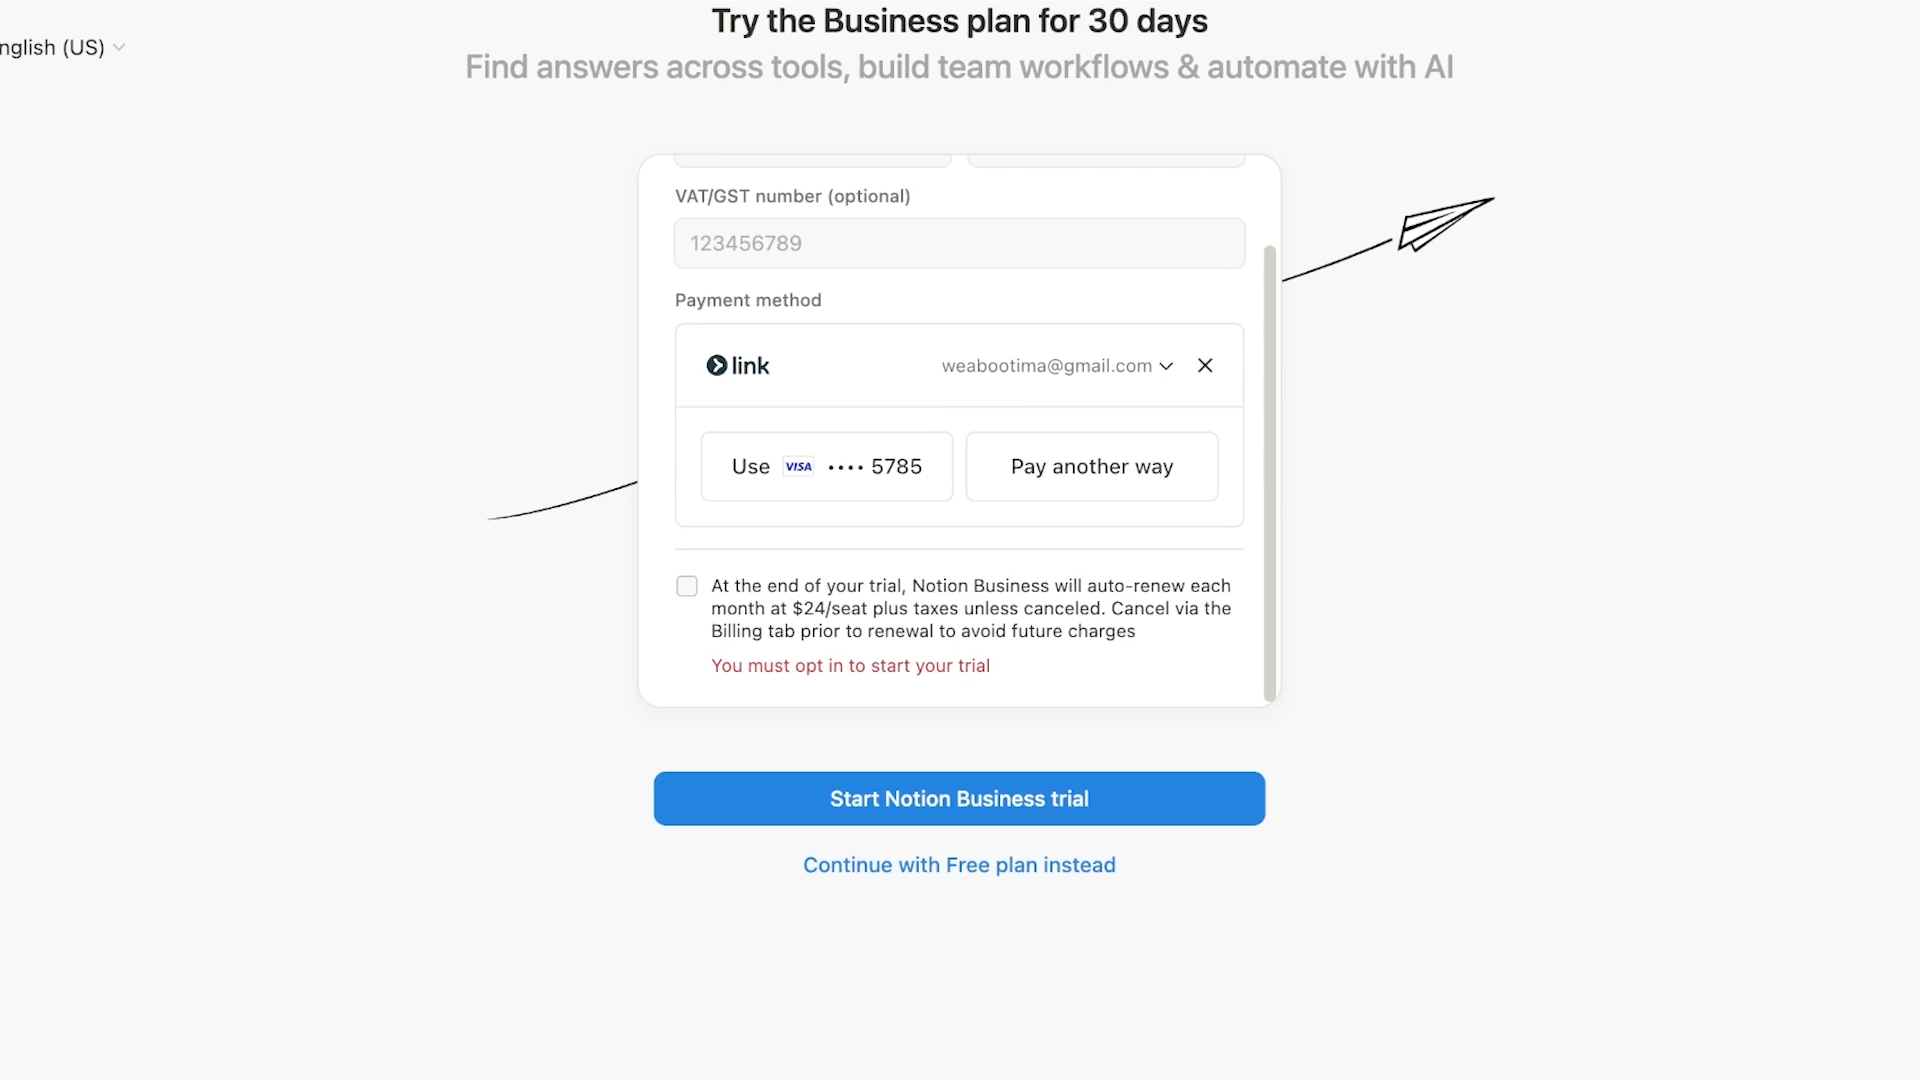 Try the Business plan for 30 days
nglish (US)
Find answers across tools, build team workflows & automate with AI
VAT/GST number (optional)
123456789
Payment method
link
weabootima@gmail.com
Use VISA •••• 5785
Pay another way
At the end of your trial, Notion Business will auto-renew each
month at $24/seat plus taxes unless canceled. Cancel via the
Billing tab prior to renewal to avoid future charges
You must opt in to start your trial
Start Notion Business trial
Continue with Free plan instead